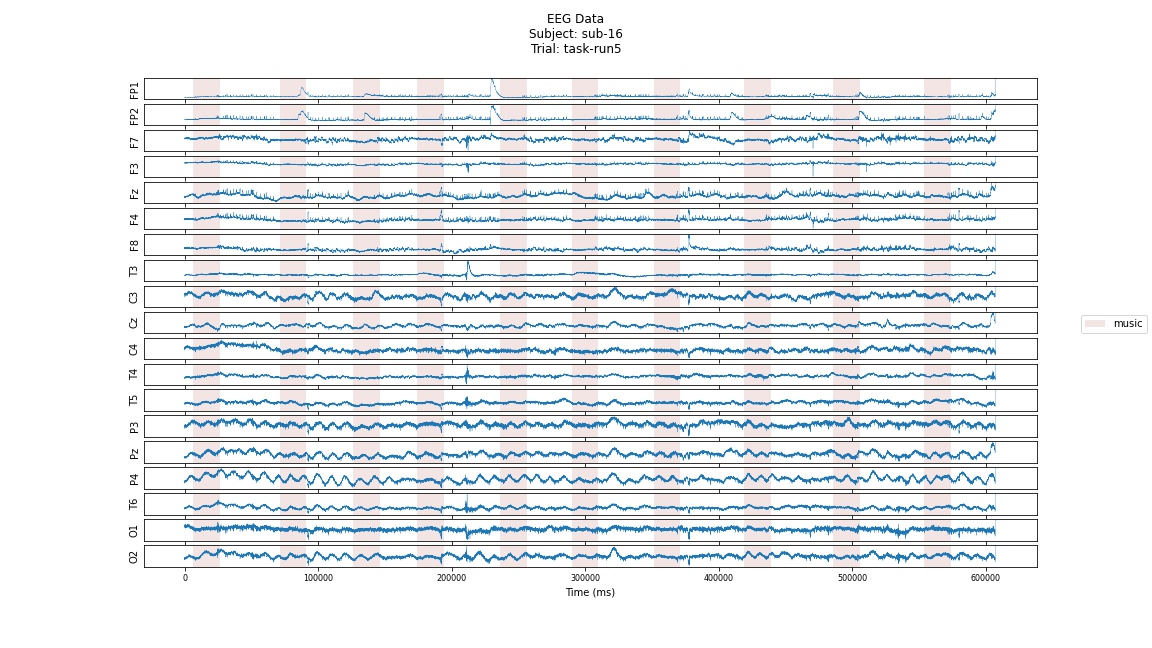 EEG Data
Subject: sub-16
Trial: task-run5
FP1
FP2
F7
F3
Fz
F4
F8
T3
C3
Cz
C4
T4
T5
P3
Pz
P4
T6
O1
O2
music
0 100000 200000 300000 400000 500000 600000
Time (ms)